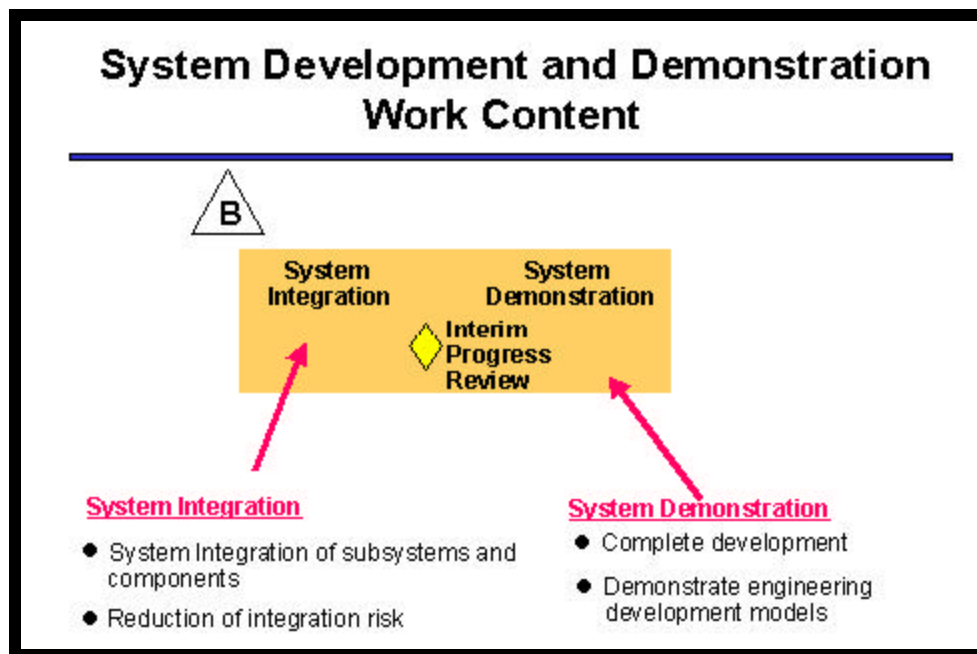 System Development and Demonstration
Work Content
B
System
Integration
System
Demonstration
Interim
Progress
Review
System Integration
● System Integration of subsystems and
components
● Reduction of integration risk
System Demonstration
● Complete development
● Demonstrate engineering
development models